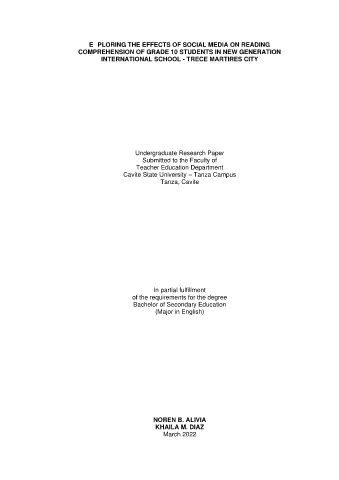 E PLORING THE EFFECTS OF SOCIAL MEDIA ON READING
COMPREHENSION OF GRADE 10 STUDENTS IN NEW GENERATION
INTERNATIONAL SCHOOL - TRECE MARTIRES CITY
Undergraduate Research Paper
Submitted to the Faculty of
Teacher Education Department
Cavite State University – Tanza Campus
Tanza, Cavite
In partial fulfillment
of the requirements for the degree
Bachelor of Secondary Education
(Major in English)
NOREN B. ALIVIA
KHAILA M. DIAZ
March 2022